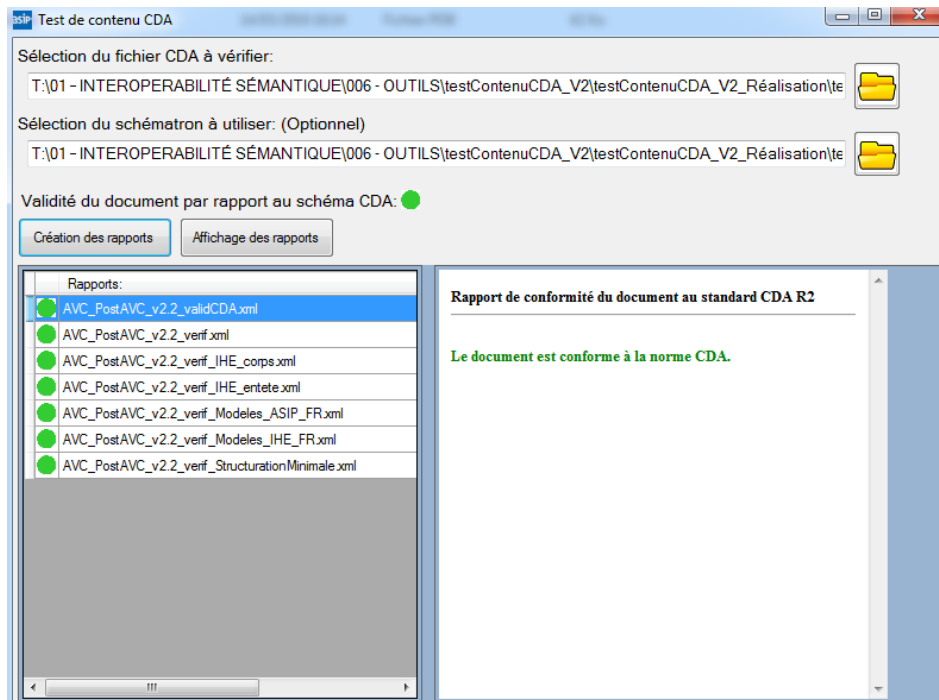 asip Test de contenu CDA
Sélection du fichier CDA à vérifier:
T:\01 – INTEROPERABILITÉ SÉMANTIQUE\006 - OUTILS\testContenuCDA_V2\testContenuCDA_V2_Réalisation\te
Sélection du schématron à utiliser: (Optionnel)
T:\01 – INTEROPERABILITÉ SÉMANTIQUE\006 - OUTILS\testContenuCDA_V2\testContenuCDA_V2_Réalisation\te
Validité du document par rapport au schéma CDA:
Création des rapports
Affichage des rapports
Rapports:
AVC_PostAVC_v2.2_validCDA.xml
AVC_PostAVC_v2.2_verif.xml
AVC_PostAVC_v2.2_verif_IHE_corps.xml
AVC_PostAVC_v2.2_verif_IHE_entete.xml
AVC_PostAVC_v2.2_verif_Modeles_ASIP_FR.xml
AVC_PostAVC_v2.2_verif_Modeles_IHE_FR.xml
AVC_PostAVC_v2.2_verif_StructurationMinimale.xml
Rapport de conformité du document au standard CDA R2
Le document est conforme à la norme CDA.